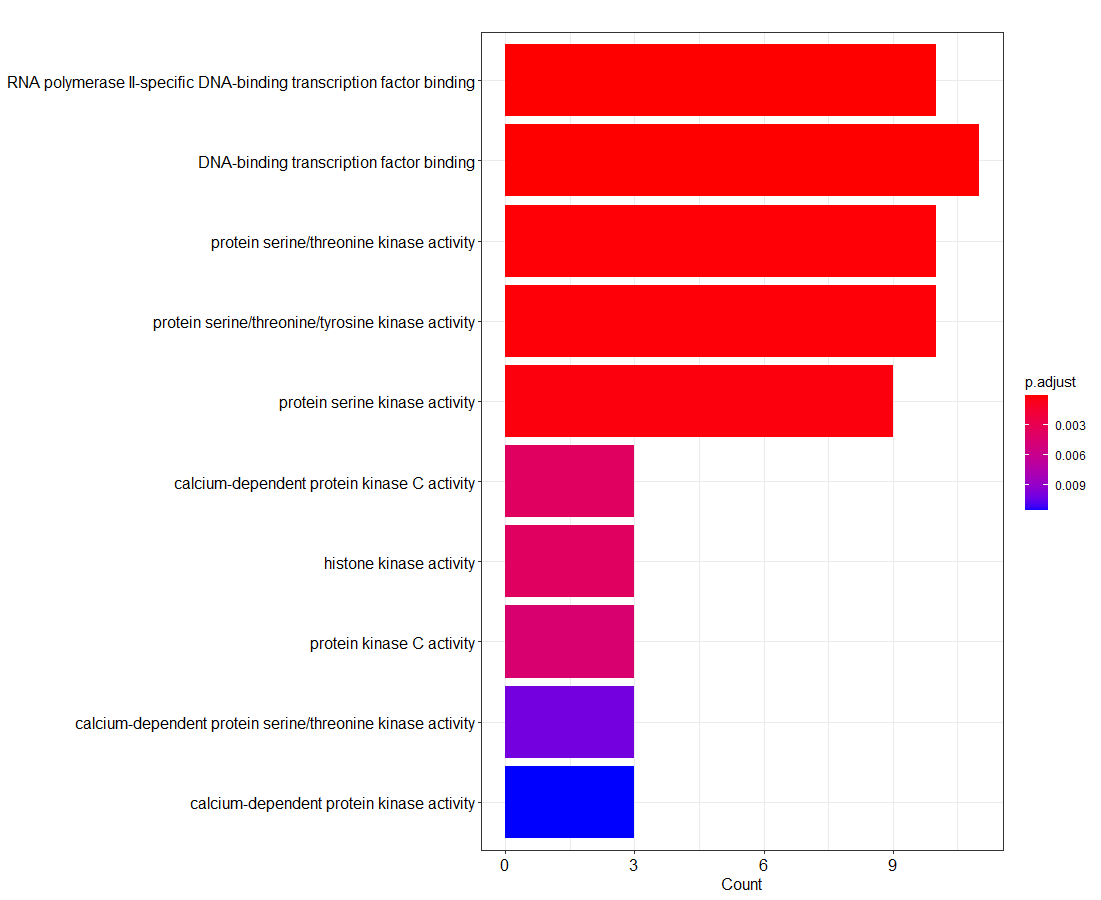 RNA polymerase II-specific DNA-binding transcription factor binding
DNA-binding transcription factor binding
protein serine/threonine kinase activity
protein serine/threonine/tyrosine kinase activity
protein serine kinase activity
calcium-dependent protein kinase C activity
histone kinase activity
protein kinase C activity
calcium-dependent protein serine/threonine kinase activity
calcium-dependent protein kinase activity
0 3 6 9
Count
p.adjust
0.003
0.006
0.009